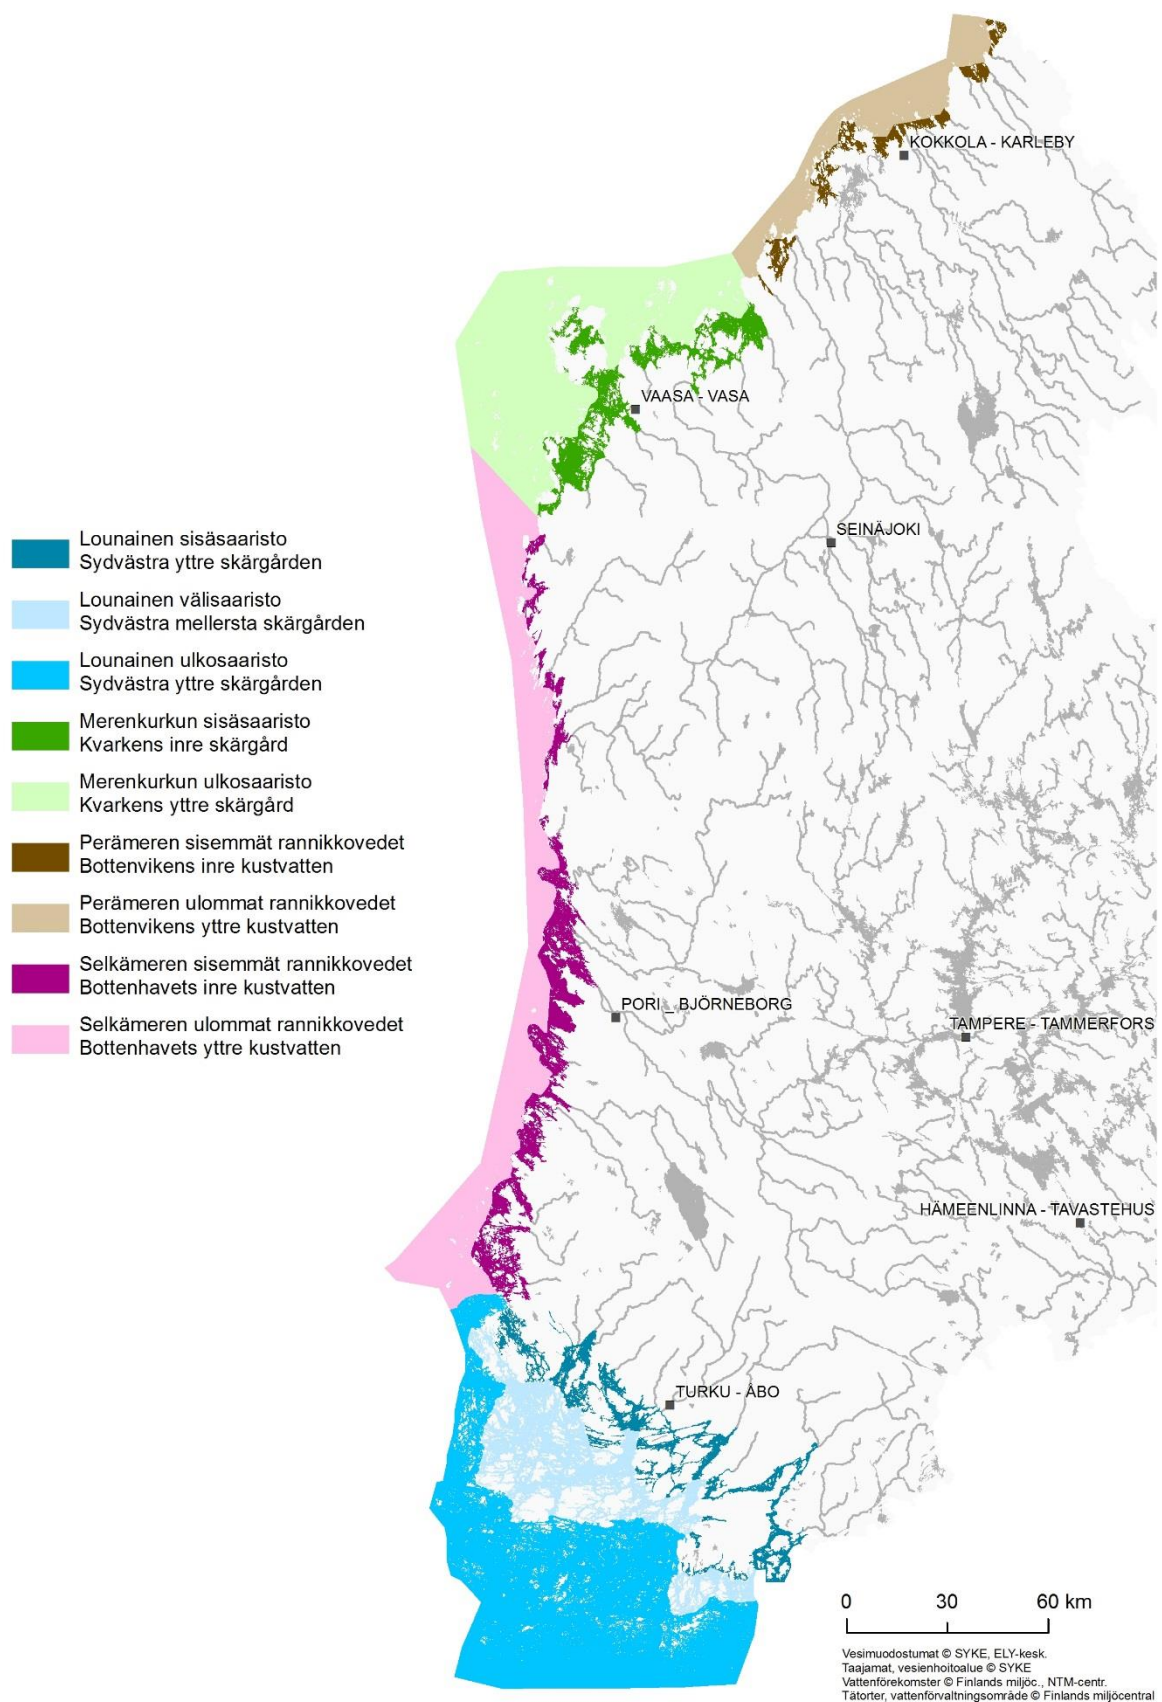 KOKKOLA - KARLEBY
VAASA - VASA
SEINÄJOKI
Lounainen sisäsaaristo
Sydvästra yttre skärgården
Lounainen välisaaristo
Sydvästra mellersta skärgården
Lounainen ulkosaaristo
Sydvästra yttre skärgården
Merenkurkun sisäsaaristo
Kvarkens inre skärgård
Merenkurkun ulkosaaristo
Kvarkens yttre skärgård
Perämeren sisemmät rannikkovedet
Bottenvikens inre kustvatten
Perämeren ulommat rannikkovedet
Bottenvikens yttre kustvatten
Selkämeren sisemmät rannikkovedet
Bottenhavets inre kustvatten
Selkämeren ulommat rannikkovedet
Bottenhavets yttre kustvatten
PORI _ BJÖRNEBORG
TAMPERE - TAMMERFORS
HÄMEENLINNA - TAVASTEHUS
TURKU - ÅBO
0 30 60 km
Vesimuodostumat © SYKE, ELY-kesk.
Taajamat, vesienhoitoalue © SYKE
Vattenförekomster © Finlands miljöc., NTM-centr.
Tätorter, vattenförvaltningsområde © Finlands miljöcentral